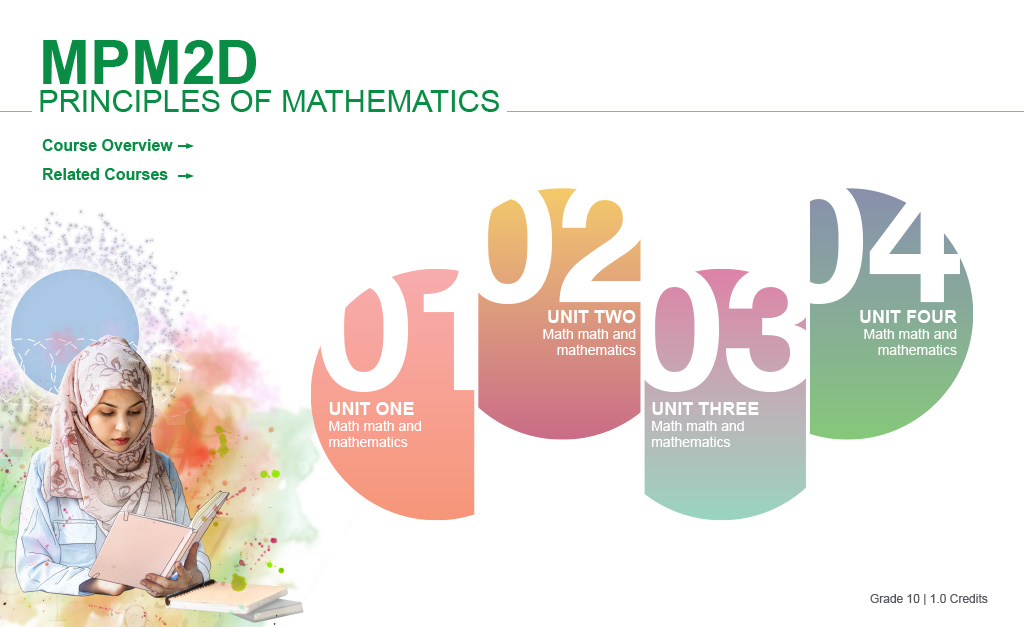 MPM2D
PRINCIPLES OF MATHEMATICS
Course Overview →
Related Courses →
01
UNIT ONE
Math math and
mathematics
02
UNIT TWO
Math math and
mathematics
03
UNIT THREE
Math math and
mathematics
04
UNIT FOUR
Math math and
mathematics
Grade 10 | 1.0 Credits